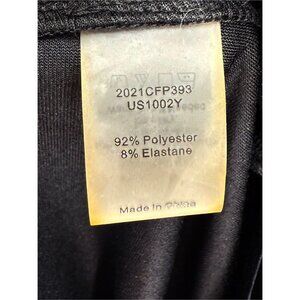 2021CFP393
US1002Y
92% Polyester
8% Elastane
Made In China